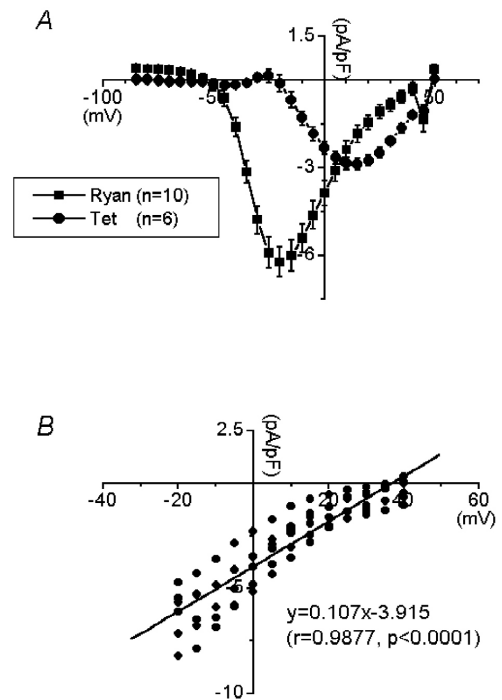 A
1.5
(pA/pF)
-100
-5
50
(mV)
-3
Ryan (n=10)
Tet (n=6)
-6
B
2.5
(pA/pF)
-40
-20
20
40
60
(mV)
-5
y=0.107x-3.915
(r=0.9877, p<0.0001)
-10